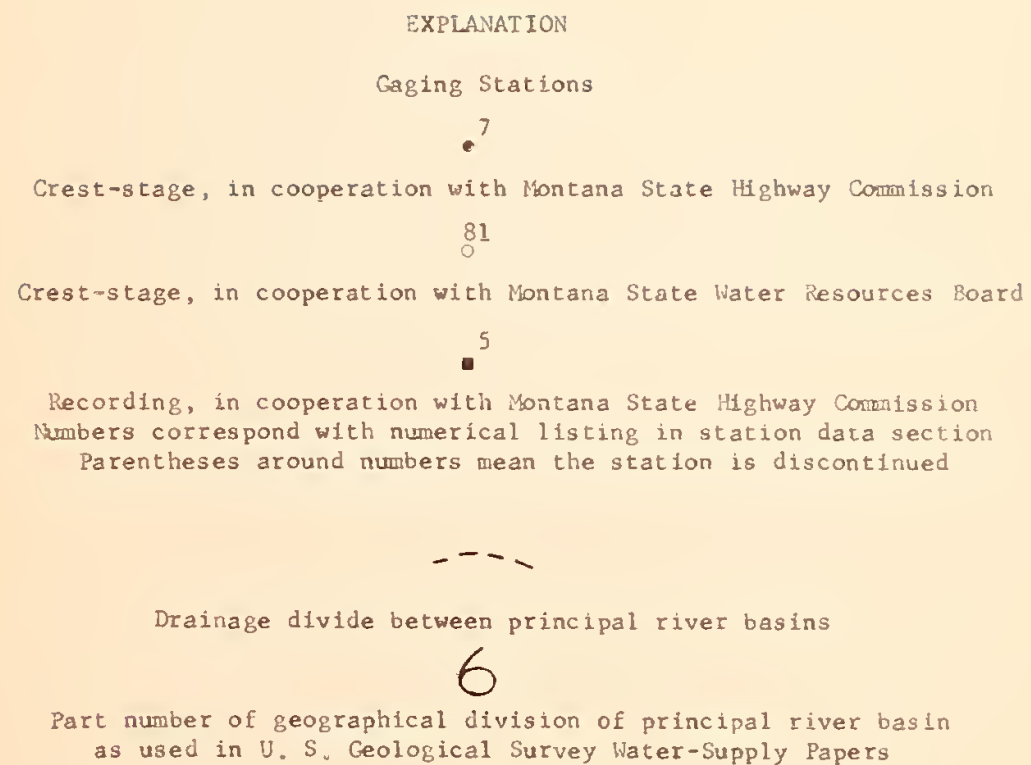 EXPLANATION
Gaging Stations
7
Crest-stage, in cooperation with Montana State Highway Commission
81
Crest-stage, in cooperation with Montana State Water Resources Board
5
Recording, in cooperation with Montana State Highway Commission
Numbers correspond with numerical listing in station data section
Parentheses around numbers mean the station is discontinued
Drainage divide between principal river basins
6
Part number of geographical division of principal river basin
as used in U. S. Geological Survey Water-Supply Papers